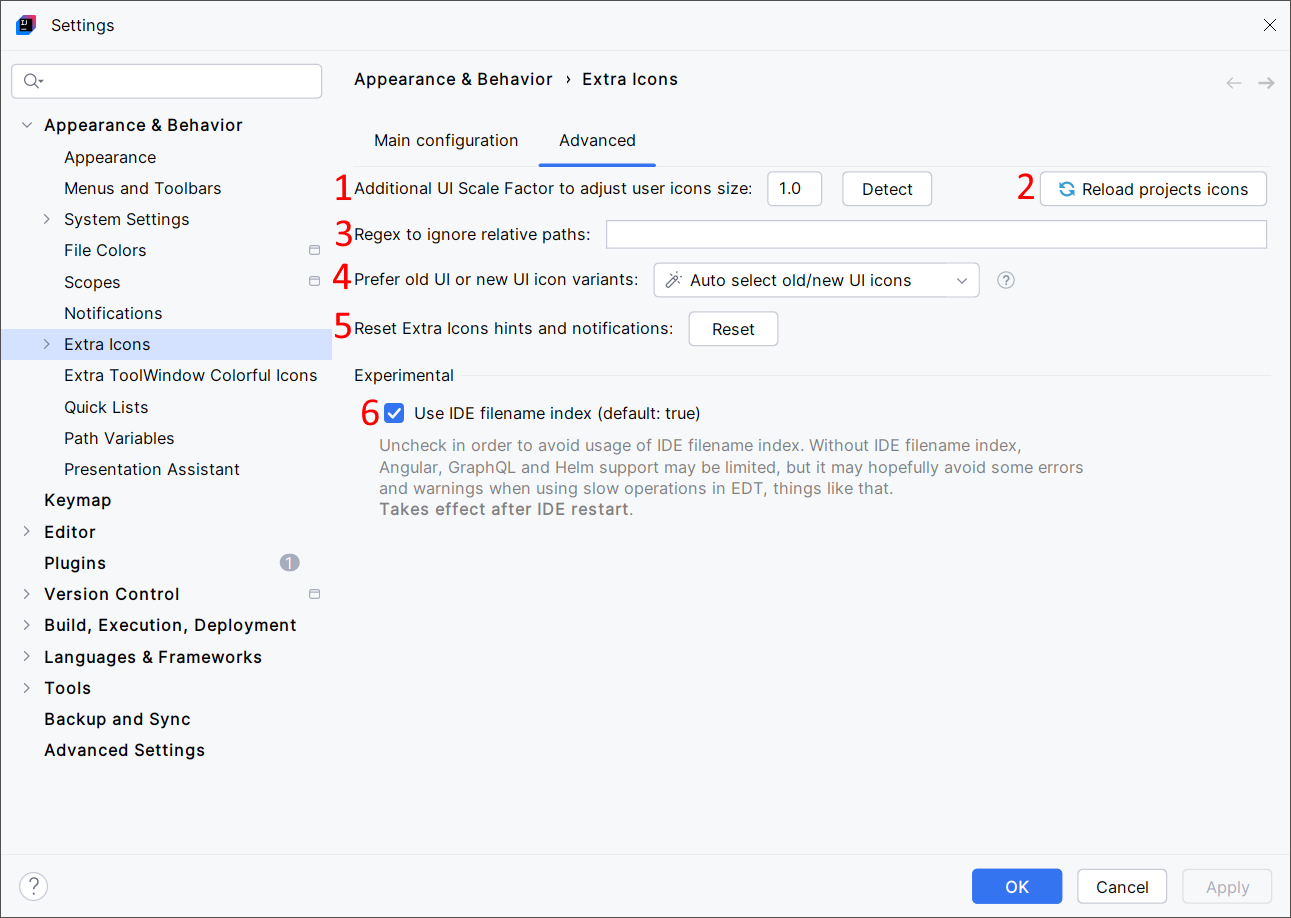 Settings
Appearance & Behavior › Extra Icons
Appearance & Behavior
Appearance
Menus and Toolbars
System Settings
File Colors
Scopes
Notifications
Extra Icons
Extra ToolWindow Colorful Icons
Quick Lists
Path Variables
Presentation Assistant
Keymap
Editor
Plugins 1
Version Control
Build, Execution, Deployment
Languages & Frameworks
Tools
Backup and Sync
Advanced Settings
Main configuration Advanced
1 Additional UI Scale Factor to adjust user icons size: 1.0 Detect 2 Reload projects icons
3 Regex to ignore relative paths:
4 Prefer old UI or new UI icon variants: Auto select old/new UI icons ?
5 Reset Extra Icons hints and notifications: Reset
Experimental
6 Use IDE filename index (default: true)
Uncheck in order to avoid usage of IDE filename index. Without IDE filename index,
Angular, GraphQL and Helm support may be limited, but it may hopefully avoid some errors
and warnings when using slow operations in EDT, things like that.
Takes effect after IDE restart.
? OK Cancel Apply